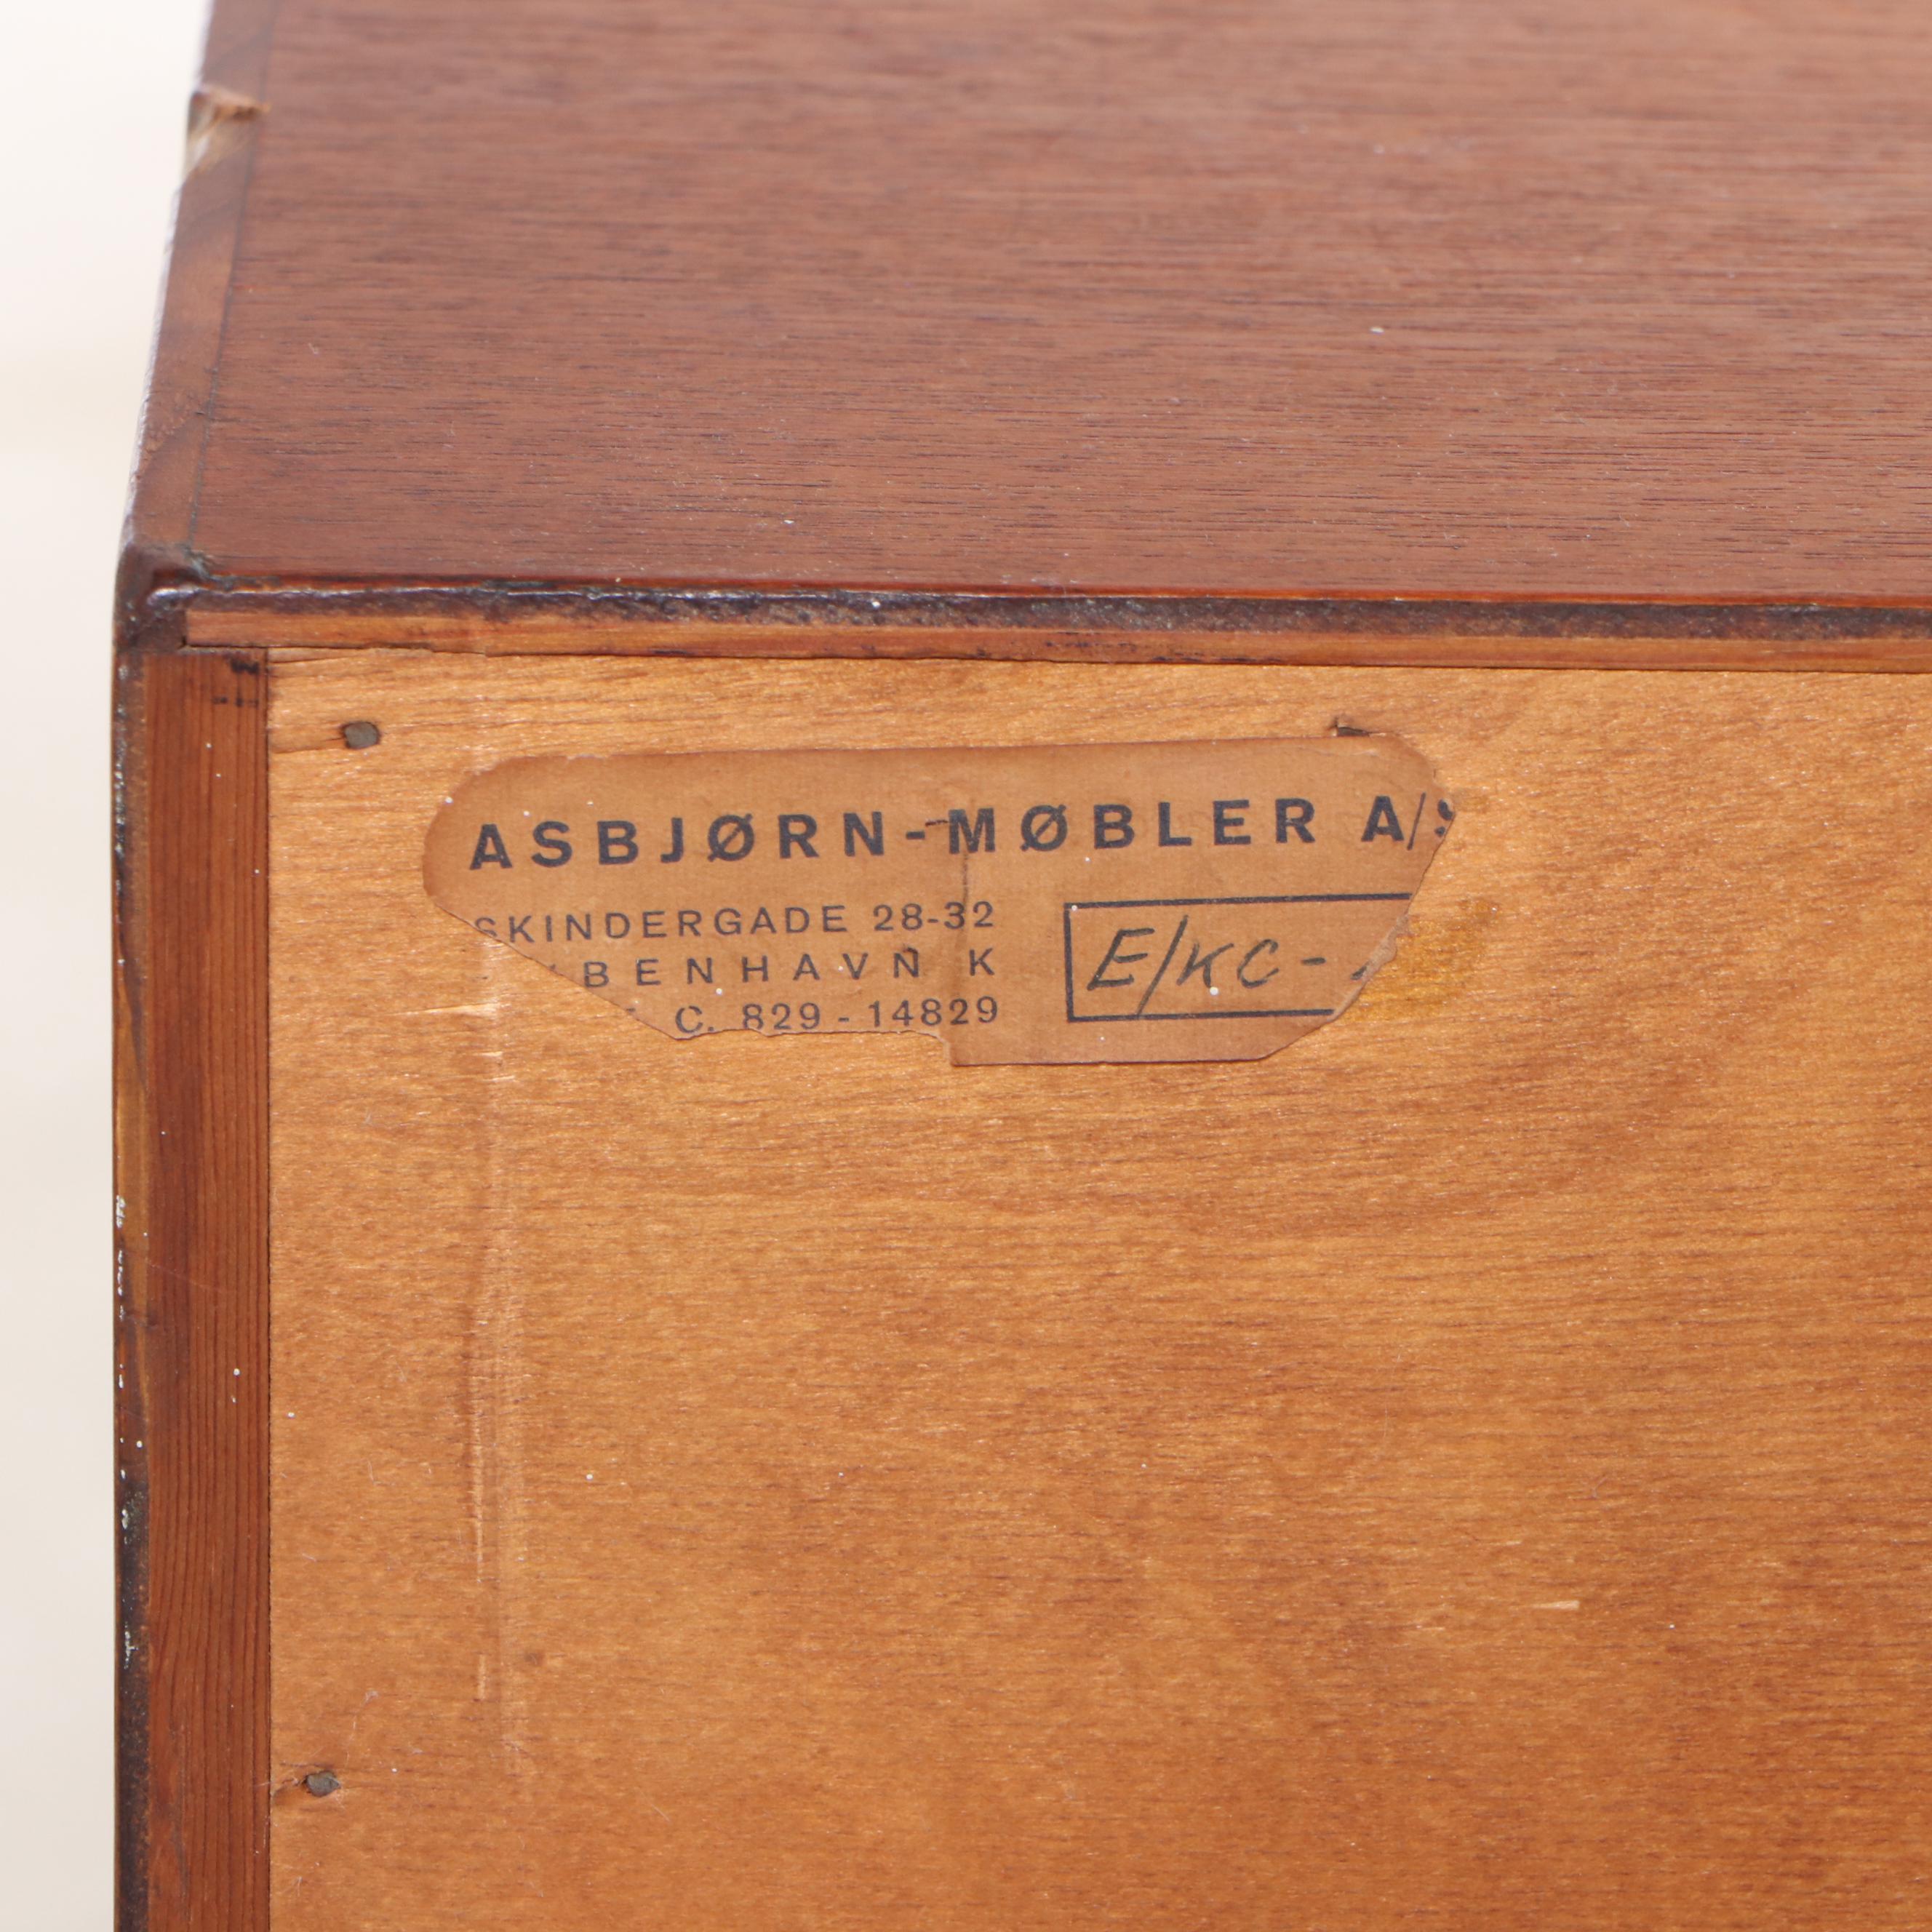 ASBJØRN-MØBLER A/S
SKINDERGADE 28-32
BENHAVN K
C. 829-14829
E/KC-